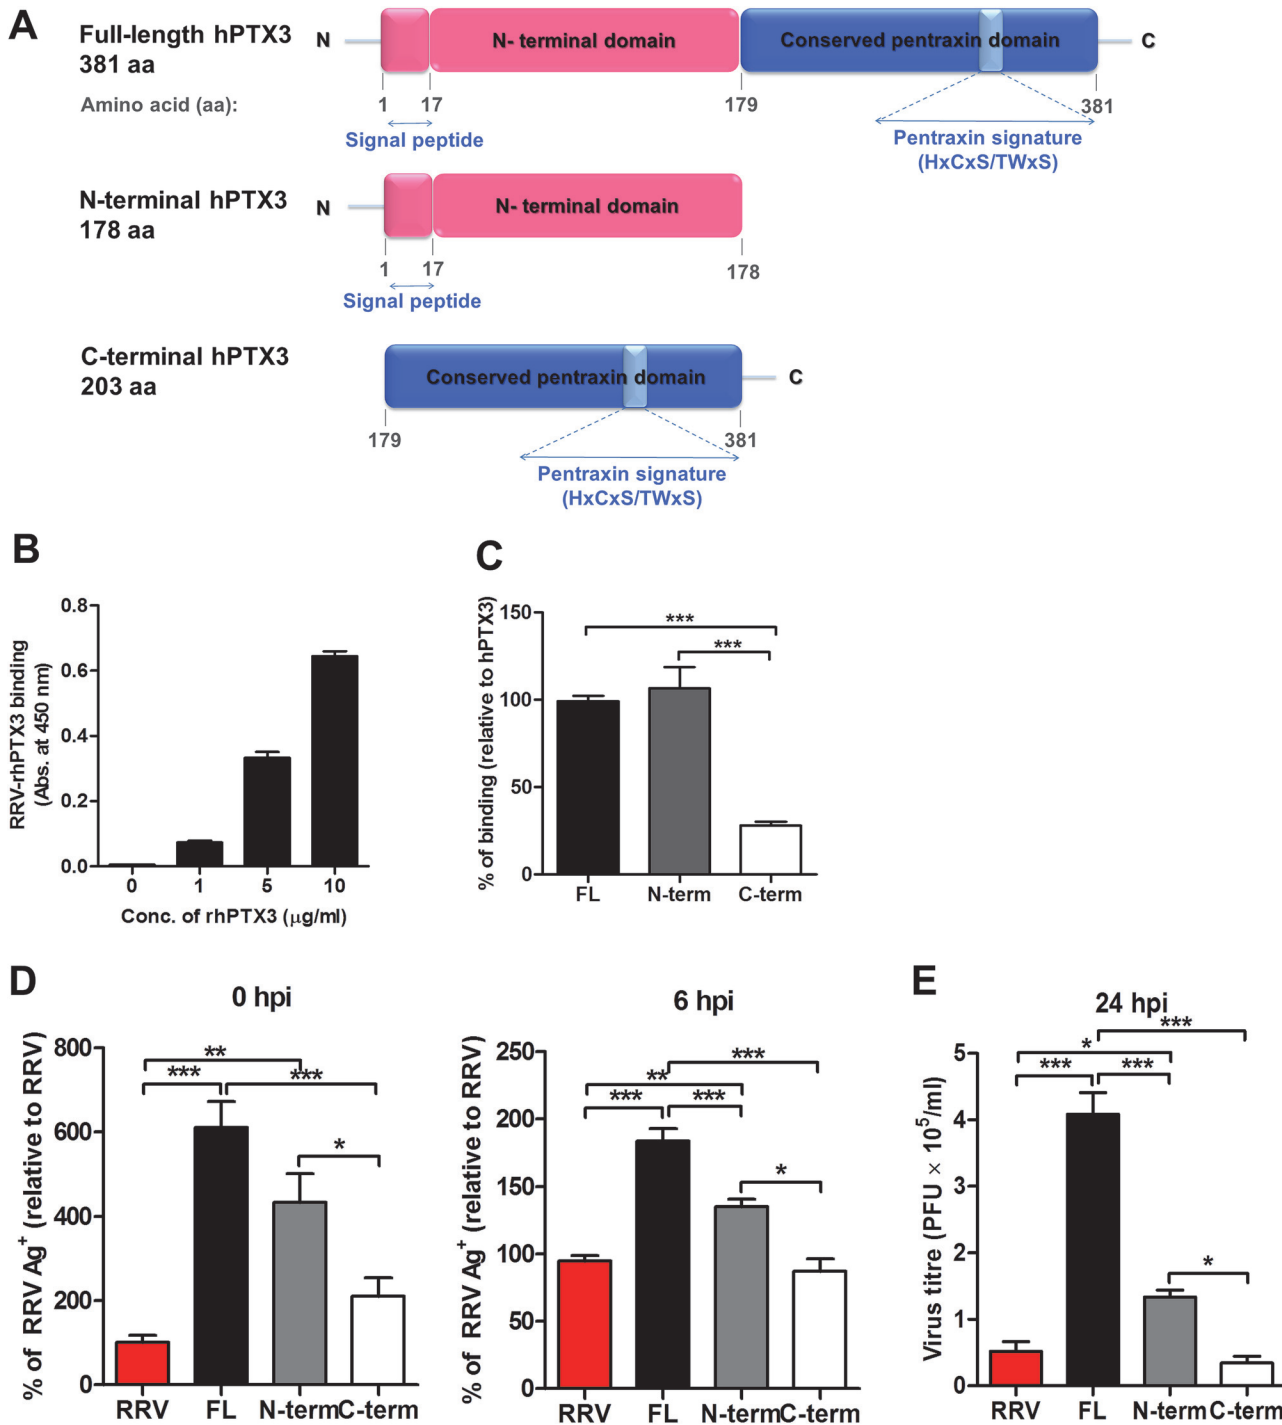 A
Full-length hPTX3
381 aa
N
N- terminal domain
Conserved pentraxin domain
C
Amino acid (aa):
1
17
179
381
Signal peptide
Pentraxin signature
(HxCxS/TWxS)
N-terminal hPTX3
178 aa
N
N- terminal domain
1
17
178
Signal peptide
C-terminal hPTX3
203 aa
Conserved pentraxin domain
C
179
381
Pentraxin signature
(HxCxS/TWxS)
B
RRV-rhPTX3 binding
(Abs. at 450 nm)
0.8
0.6
0.4
0.2
0.0
0 1 5 10
Conc. of rhPTX3 (μg/ml)
C
% of binding (relative to hPTX3)
150
100
50
0
***
***
FL N-term C-term
D
0 hpi
% of RRV Ag⁺ (relative to RRV)
800
600
400
200
0
**
*** ***
*
RRV FL N-term C-term
6 hpi
% of RRV Ag⁺ (relative to RRV)
250
200
150
100
50
0
***
**
*** ***
*
RRV FL N-term C-term
E
24 hpi
Virus titre (PFU × 10⁵/ml)
5
4
3
2
1
0
***
*
*** ***
*
RRV FL N-term C-term